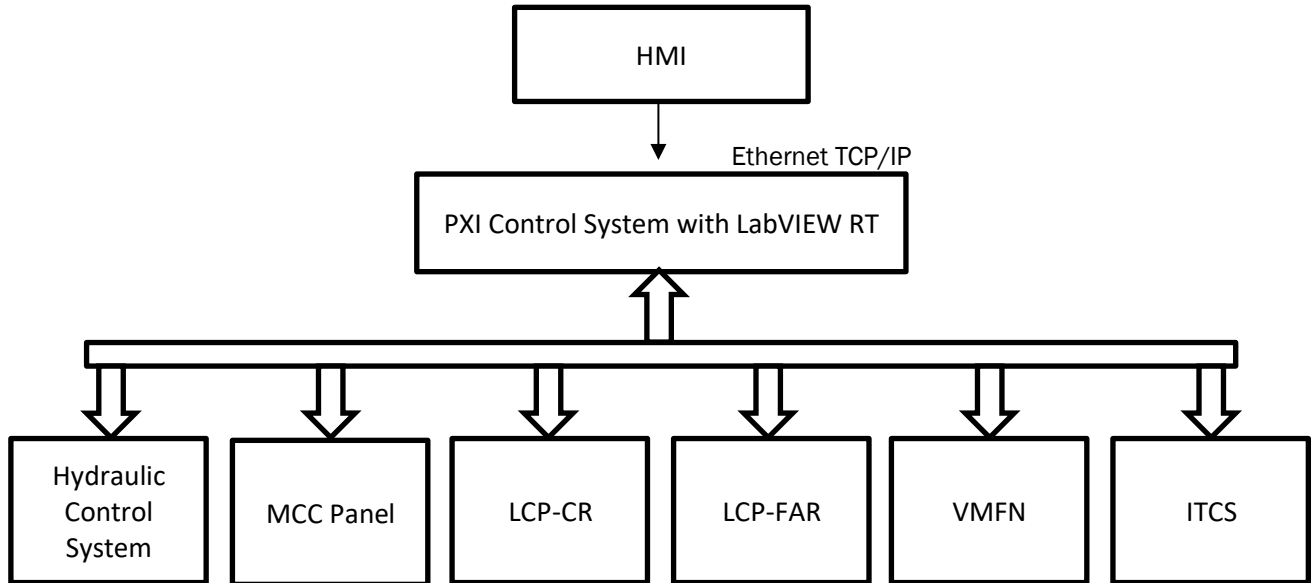 HMI
Ethernet TCP/IP
PXI Control System with LabVIEW RT
Hydraulic
Control
System
MCC Panel
LCP-CR
LCP-FAR
VMFN
ITCS